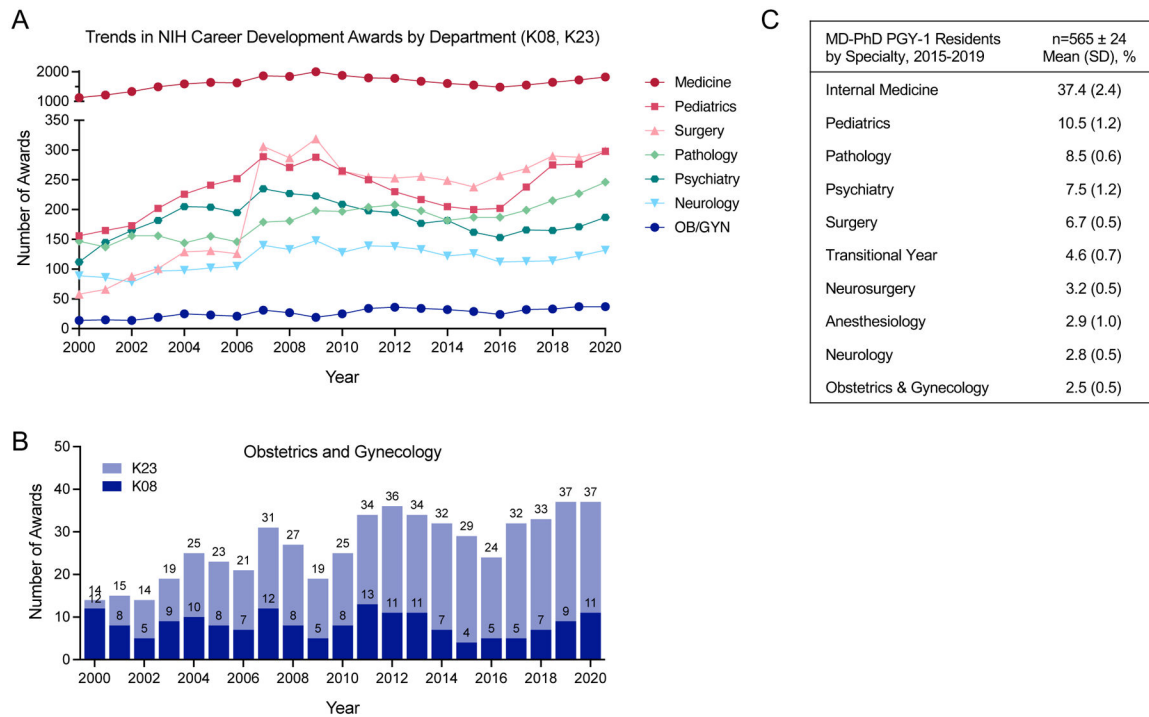 A
Trends in NIH Career Development Awards by Department (K08, K23)
Number of Awards
2000
1000
350
300
250
200
150
100
50
0
2000 2002 2004 2006 2008 2010 2012 2014 2016 2018 2020
Year
Medicine
Pediatrics
Surgery
Pathology
Psychiatry
Neurology
OB/GYN
B
Obstetrics and Gynecology
K23
K08
Number of Awards
50
40
30
20
10
0
14 15 14 19 25 23 21 31 27 19 25 34 36 34 32 29 24 32 33 37 37
12 8 5 9 10 8 7 12 8 5 8 13 11 11 7 4 5 5 7 9 11
2000 2002 2004 2006 2008 2010 2012 2014 2016 2018 2020
Year
C
MD-PhD PGY-1 Residents n=565 ± 24
by Specialty, 2015-2019 Mean (SD), %
Internal Medicine 37.4 (2.4)
Pediatrics 10.5 (1.2)
Pathology 8.5 (0.6)
Psychiatry 7.5 (1.2)
Surgery 6.7 (0.5)
Transitional Year 4.6 (0.7)
Neurosurgery 3.2 (0.5)
Anesthesiology 2.9 (1.0)
Neurology 2.8 (0.5)
Obstetrics & Gynecology 2.5 (0.5)